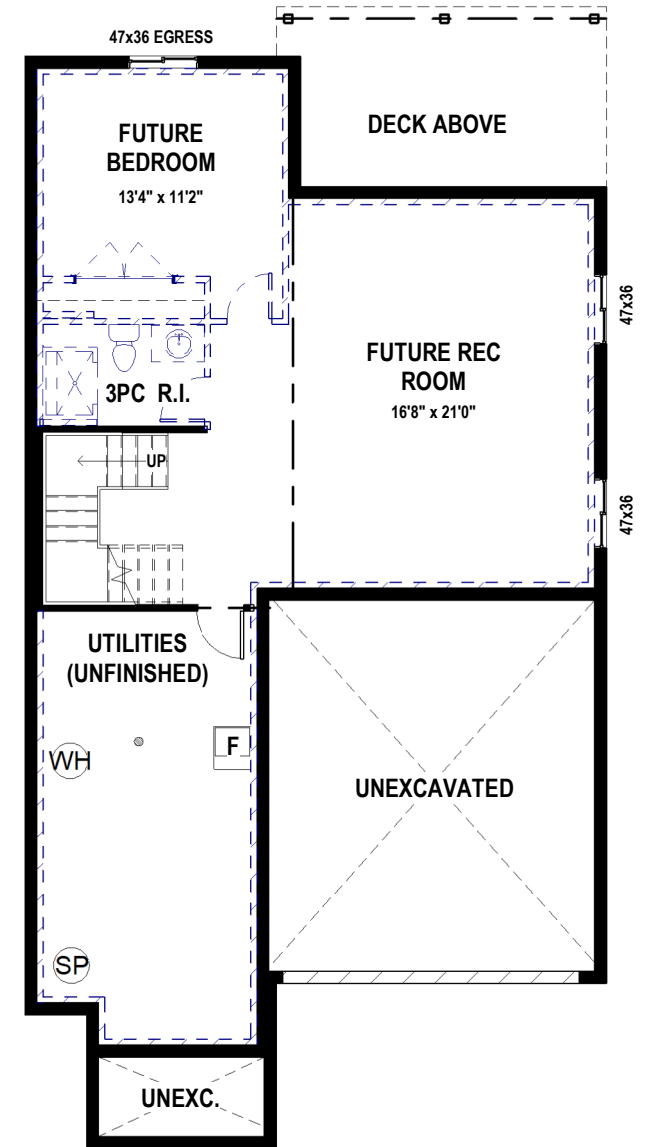 47x36 EGRESS
DECK ABOVE
FUTURE
BEDROOM
13'4" x 11'2"
47x36
FUTURE REC
ROOM
16'8" x 21'0"
3PC R.I.
UP
47x36
UTILITIES
(UNFINISHED)
F
WH
UNEXCAVATED
SP
UNEXC.